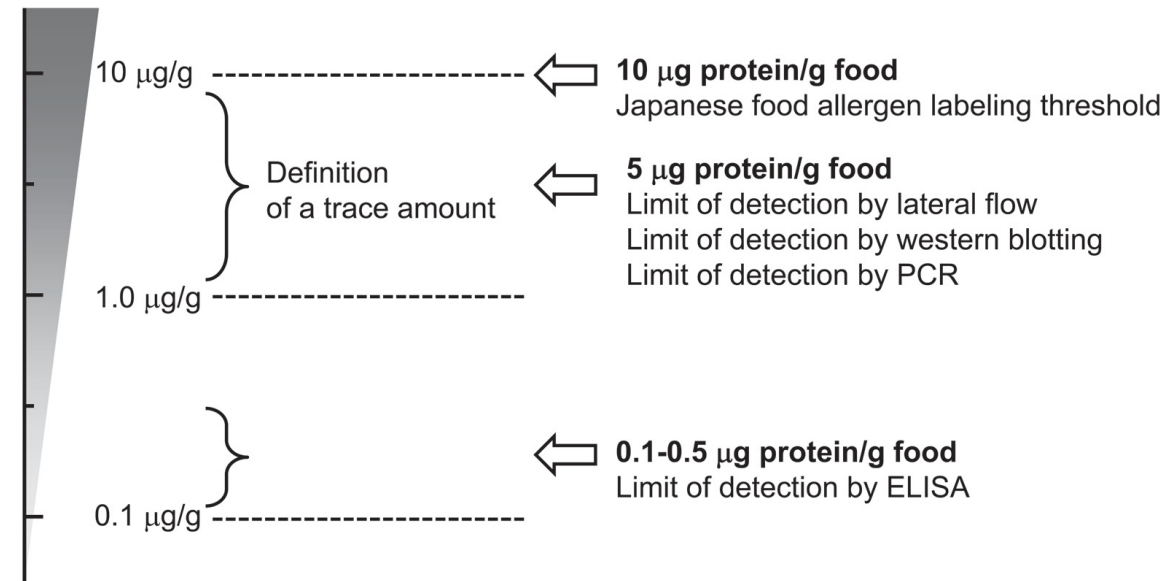 10 μg/g
10 μg protein/g food
Japanese food allergen labeling threshold
Definition
of a trace amount
5 μg protein/g food
Limit of detection by lateral flow
Limit of detection by western blotting
Limit of detection by PCR
1.0 μg/g
0.1-0.5 μg protein/g food
Limit of detection by ELISA
0.1 μg/g